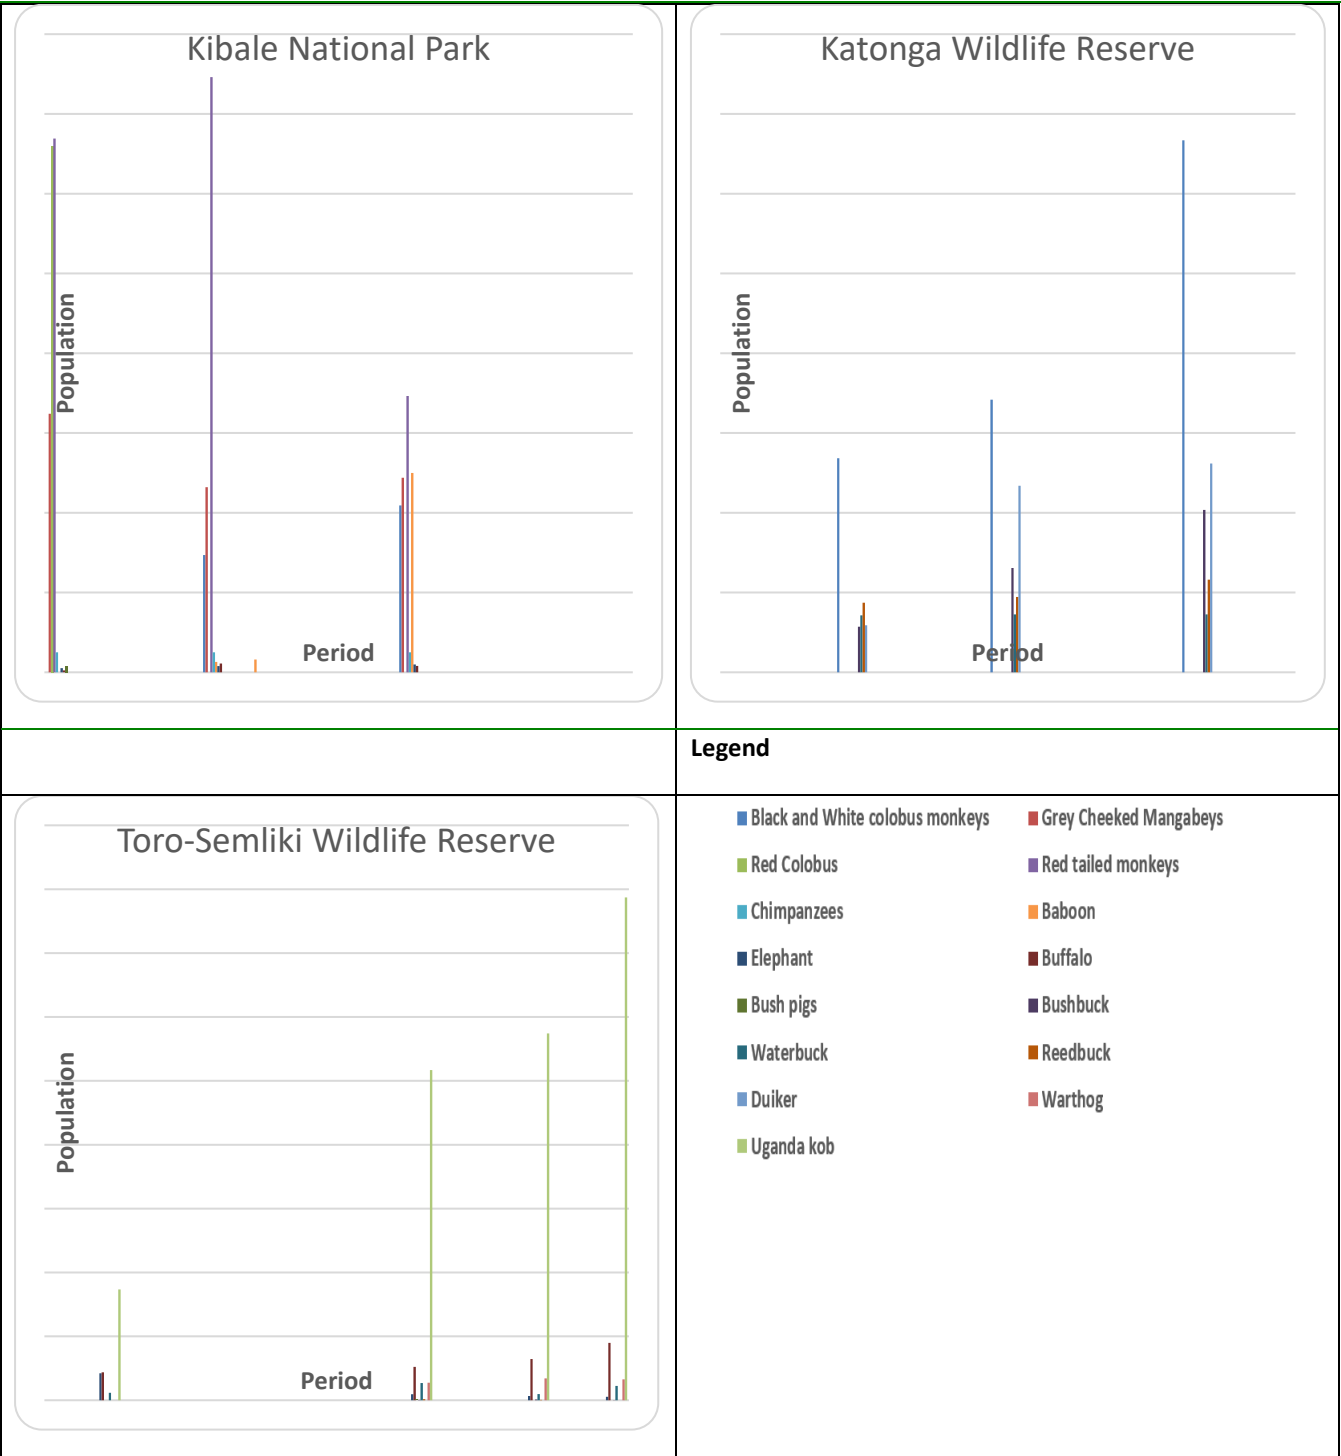 Kibale National Park
Population
Period
Katonga Wildlife Reserve
Population
Period
Legend
Toro-Semliki Wildlife Reserve
Population
Period
Black and White colobus monkeys
Grey Cheeked Mangabeys
Red Colobus
Red tailed monkeys
Chimpanzees
Baboon
Elephant
Buffalo
Bush pigs
Bushbuck
Waterbuck
Reedbuck
Duiker
Warthog
Uganda kob